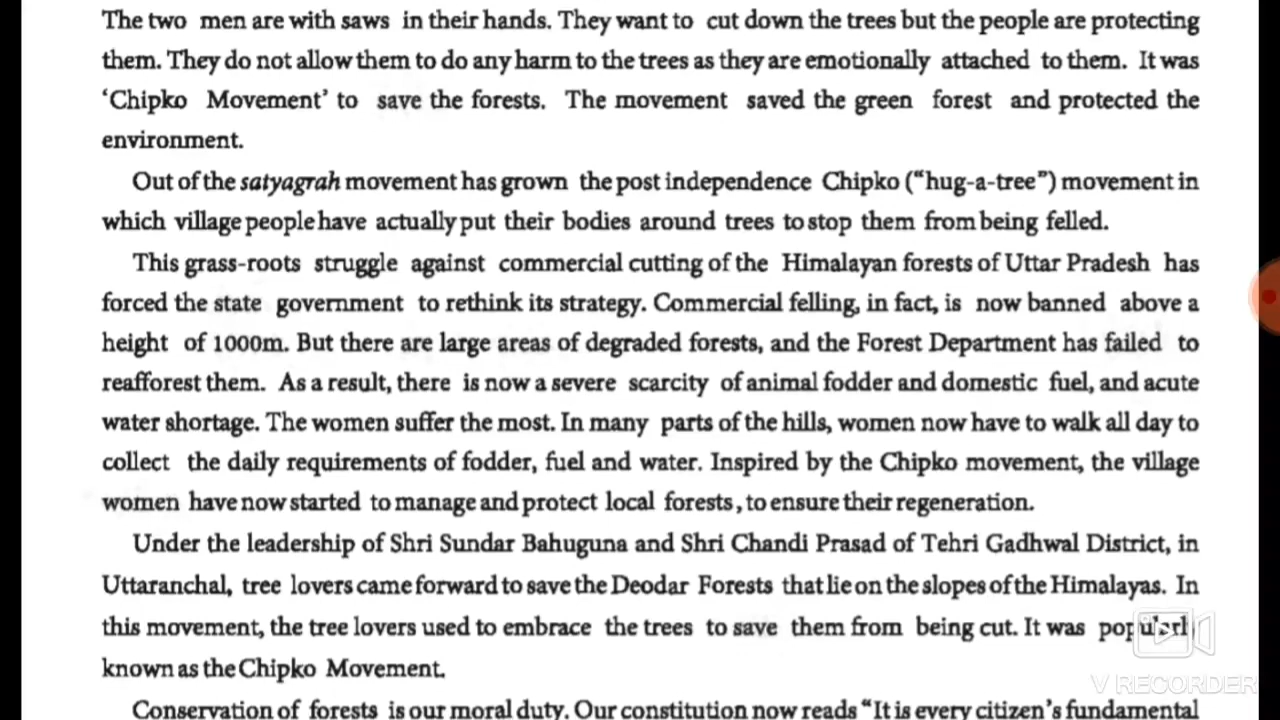 The two men are with saws in their hands. They want to cut down the trees but the people are protecting
them. They do not allow them to do any harm to the trees as they are emotionally attached to them. It was
‘Chipko Movement’ to save the forests. The movement saved the green forest and protected the
environment.
Out of the satyagrah movement has grown the post independence Chipko (“hug-a-tree”) movement in
which village people have actually put their bodies around trees to stop them from being felled.
This grass-roots struggle against commercial cutting of the Himalayan forests of Uttar Pradesh has
forced the state government to rethink its strategy. Commercial felling, in fact, is now banned above a
height of 1000m. But there are large areas of degraded forests, and the Forest Department has failed to
reafforest them. As a result, there is now a severe scarcity of animal fodder and domestic fuel, and acute
water shortage. The women suffer the most. In many parts of the hills, women now have to walk all day to
collect the daily requirements of fodder, fuel and water. Inspired by the Chipko movement, the village
women have now started to manage and protect local forests, to ensure their regeneration.
Under the leadership of Shri Sundar Bahuguna and Shri Chandi Prasad of Tehri Gadhwal District, in
Uttaranchal, tree lovers came forward to save the Deodar Forests that lie on the slopes of the Himalayas. In
this movement, the tree lovers used to embrace the trees to save them from being cut. It was popularly
known as the Chipko Movement.
V RECORDER
Conservation of forests is our moral duty. Our constitution now reads “It is every citizen’s fundamental